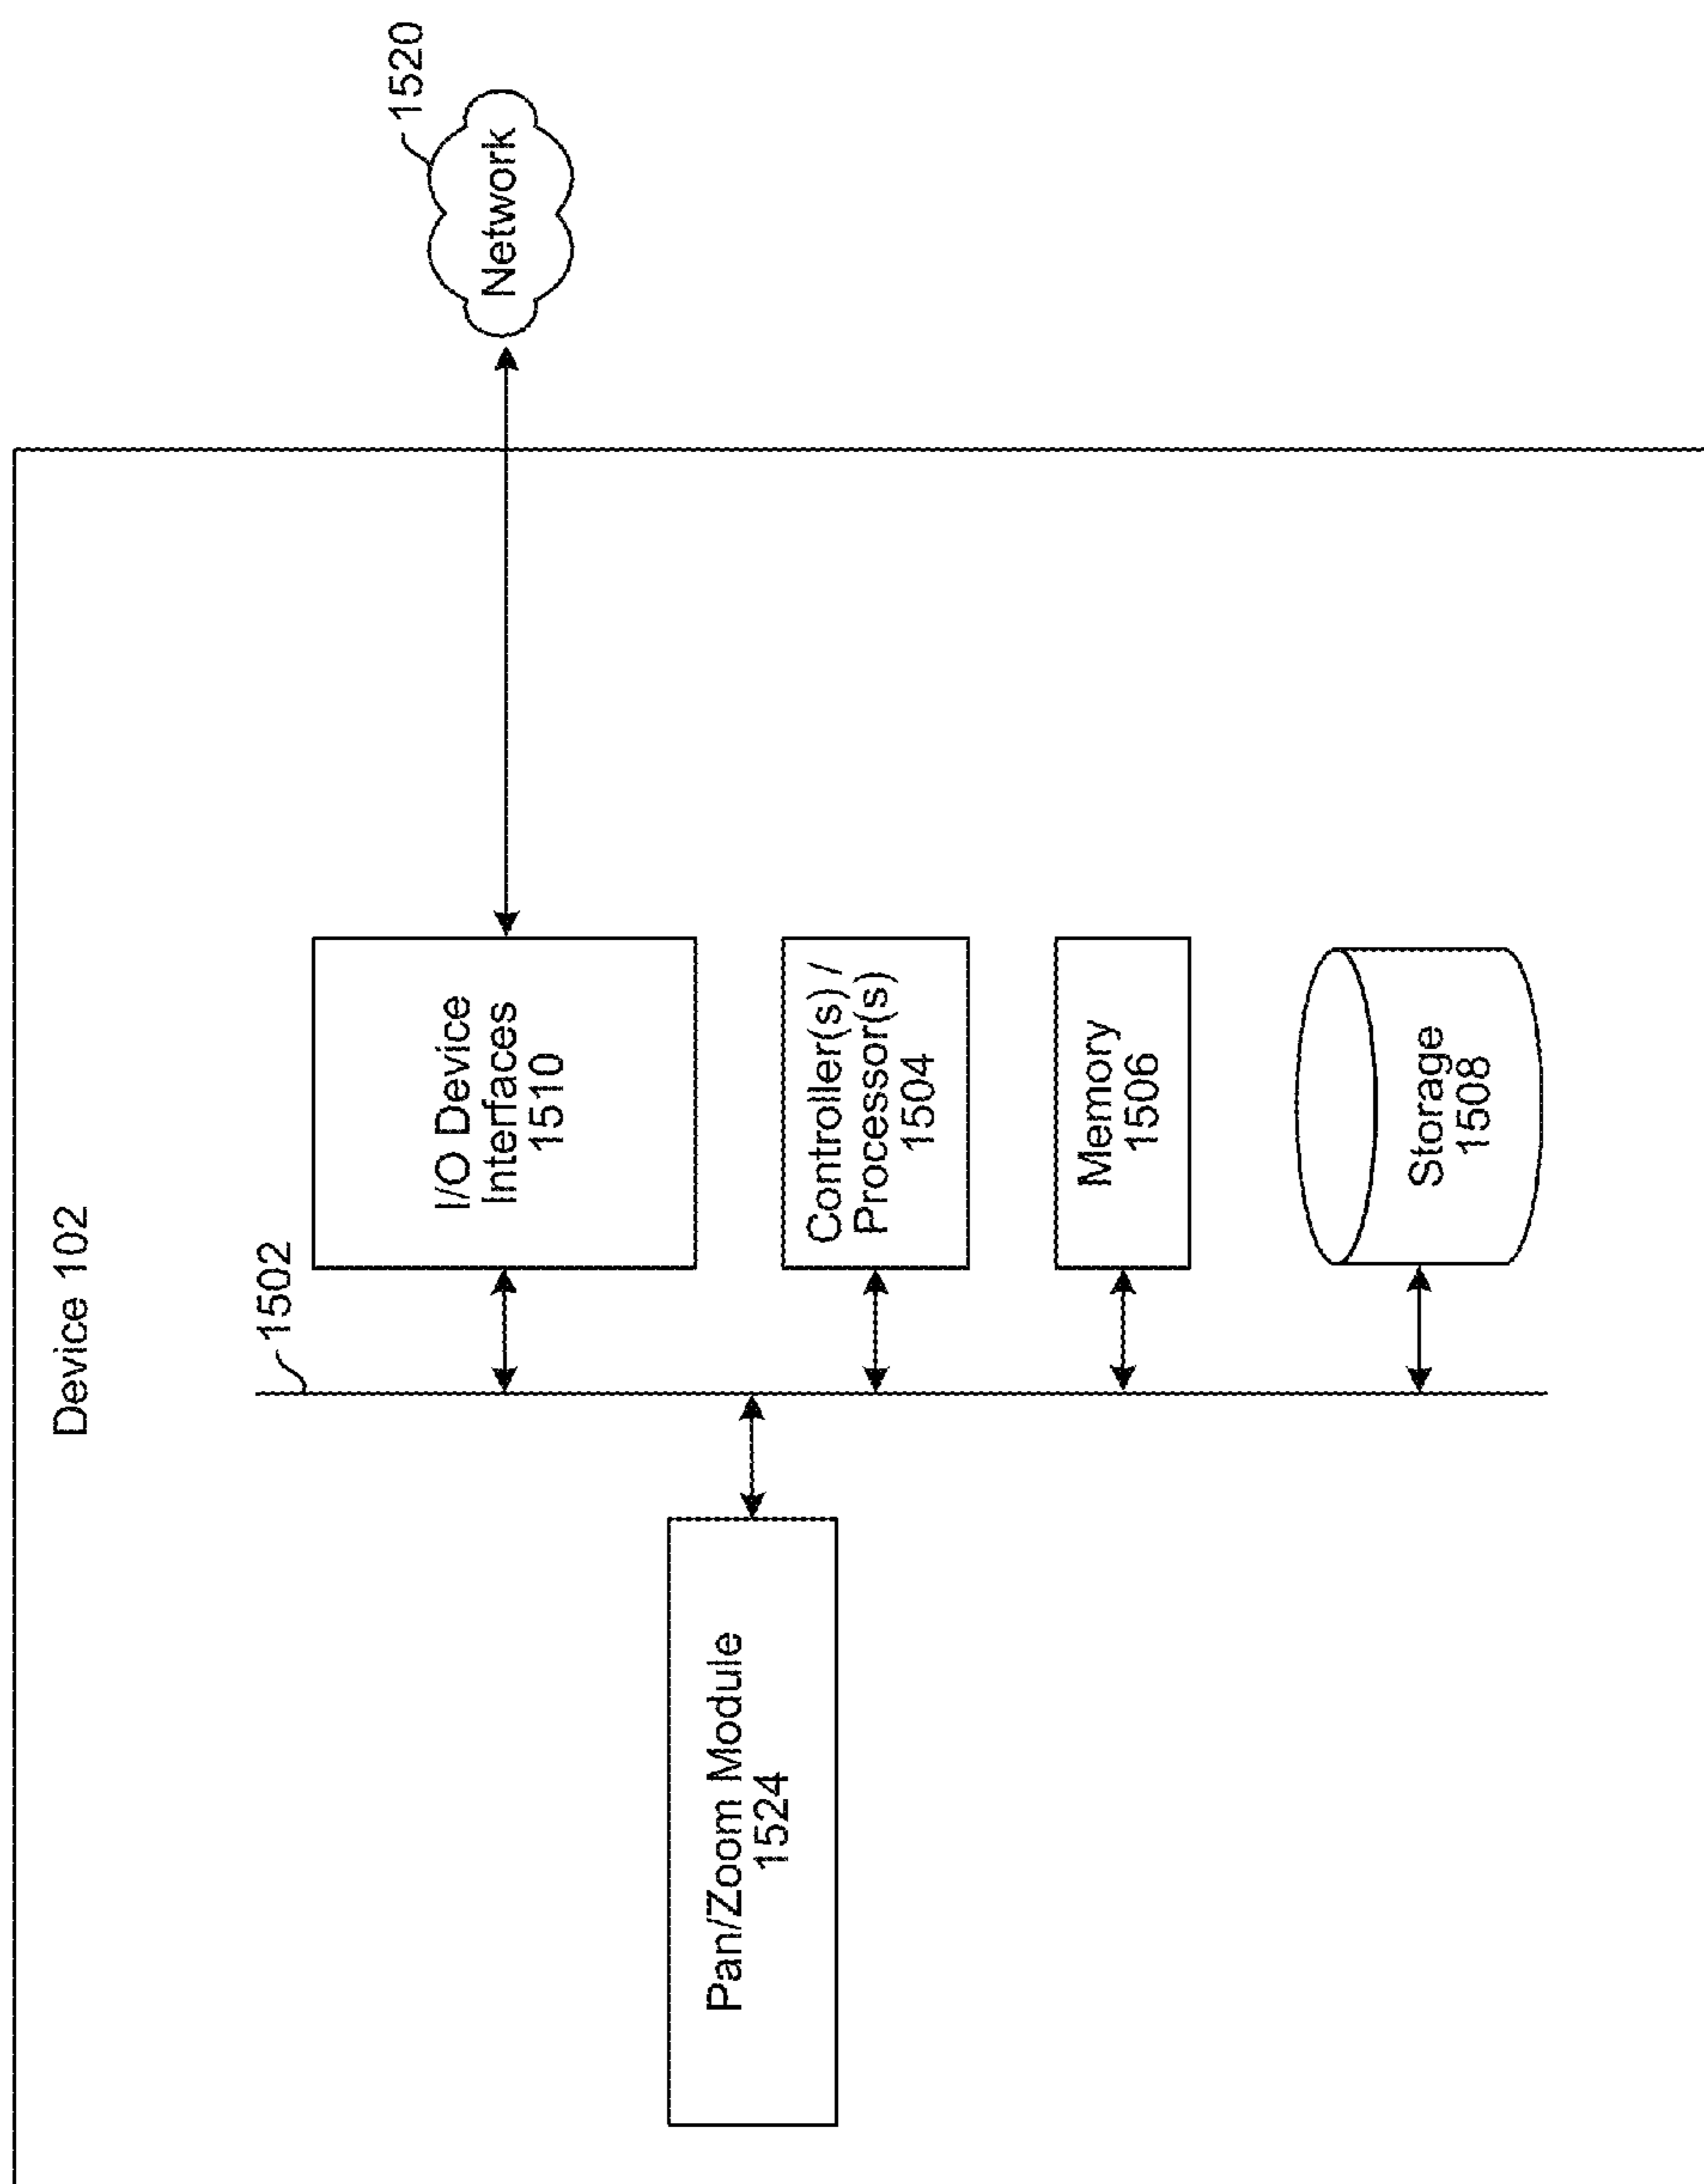 Device 102
1502
1520
Network
I/O Device
Interfaces
1510
Pan/Zoom Module
1524
Controller(s) /
Processor(s)
1504
Memory
1506
Storage
1508